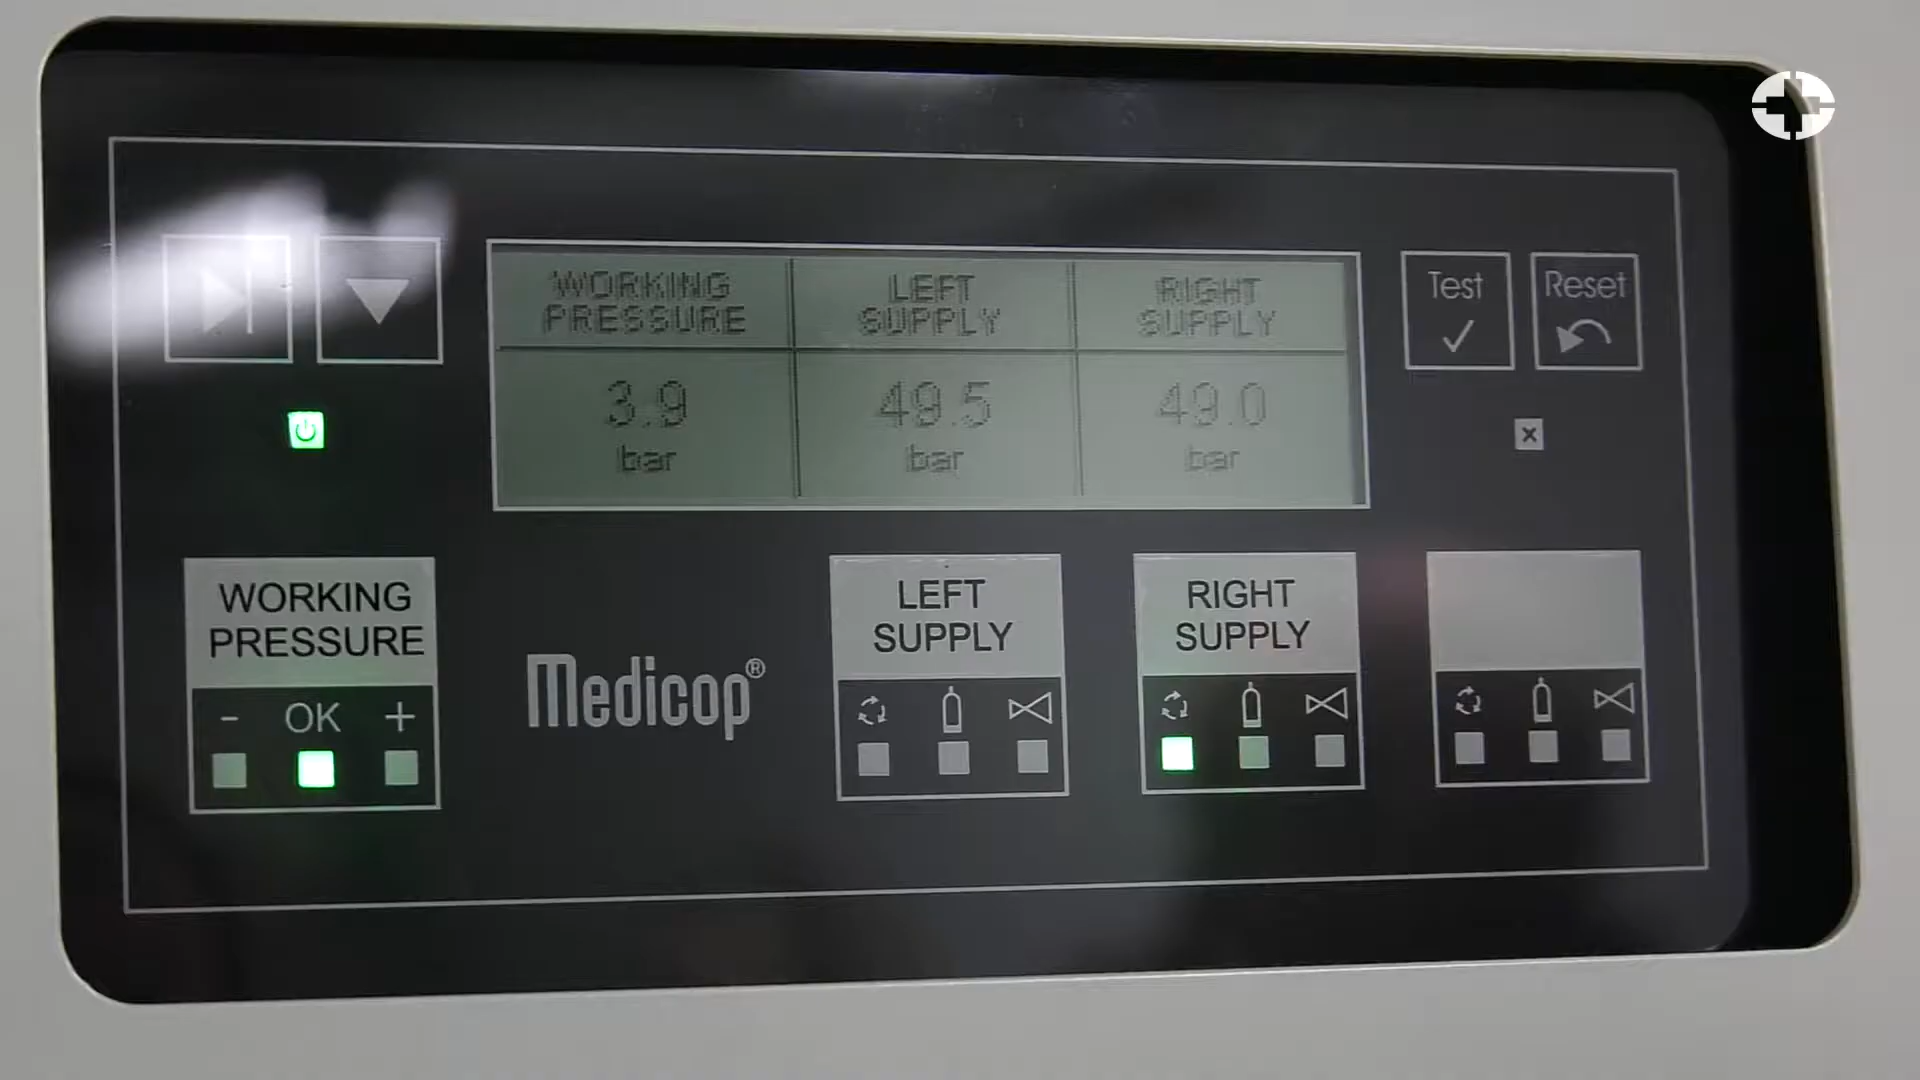 WORKING
PRESSURE
LEFT
SUPPLY
RIGHT
SUPPLY
3.9
bar
49.5
bar
49.0
bar
Test
Reset
WORKING
PRESSURE
- OK +
Medicop®
LEFT
SUPPLY
RIGHT
SUPPLY